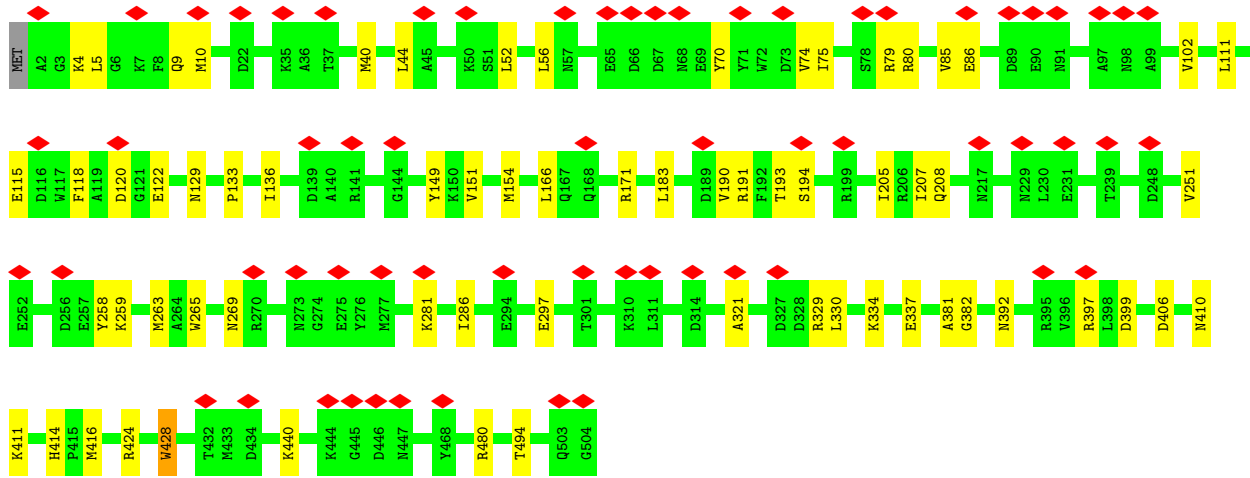 MET A2 G3 K4 L5 G6 K7 F8 Q9 M10 D22 K35 A36 T37 M40 L44 A45 K50 S51 L52 L56 N57 E65 D66 D67 N68 E69 Y70 Y71 W72 D73 V74 I75 S78 R79 R80 V85 E86 D89 E90 N91 A97 N98 A99 V102 L111
E115 D116 W117 F118 A119 D120 G121 E122 N129 P133 I136 D139 A140 R141 G144 Y149 K150 V151 M154 L166 Q167 Q168 R171 L183 D189 V190 R191 F192 T193 S194 R199 I205 R206 I207 Q208 N217 N229 L230 E231 T239 D248 V251
E252 D256 E257 Y258 K259 M263 A264 W265 N269 R270 N273 G274 E275 Y276 M277 K281 I286 E294 E297 T301 K310 L311 D314 A321 D327 D328 R329 L330 K334 E337 A381 G382 N392 R395 V396 R397 L398 D399 D406 N410
K411 H414 P415 M416 R424 W428 T432 M433 D434 K440 K444 G445 D446 N447 Y468 R480 T494 Q503 G504